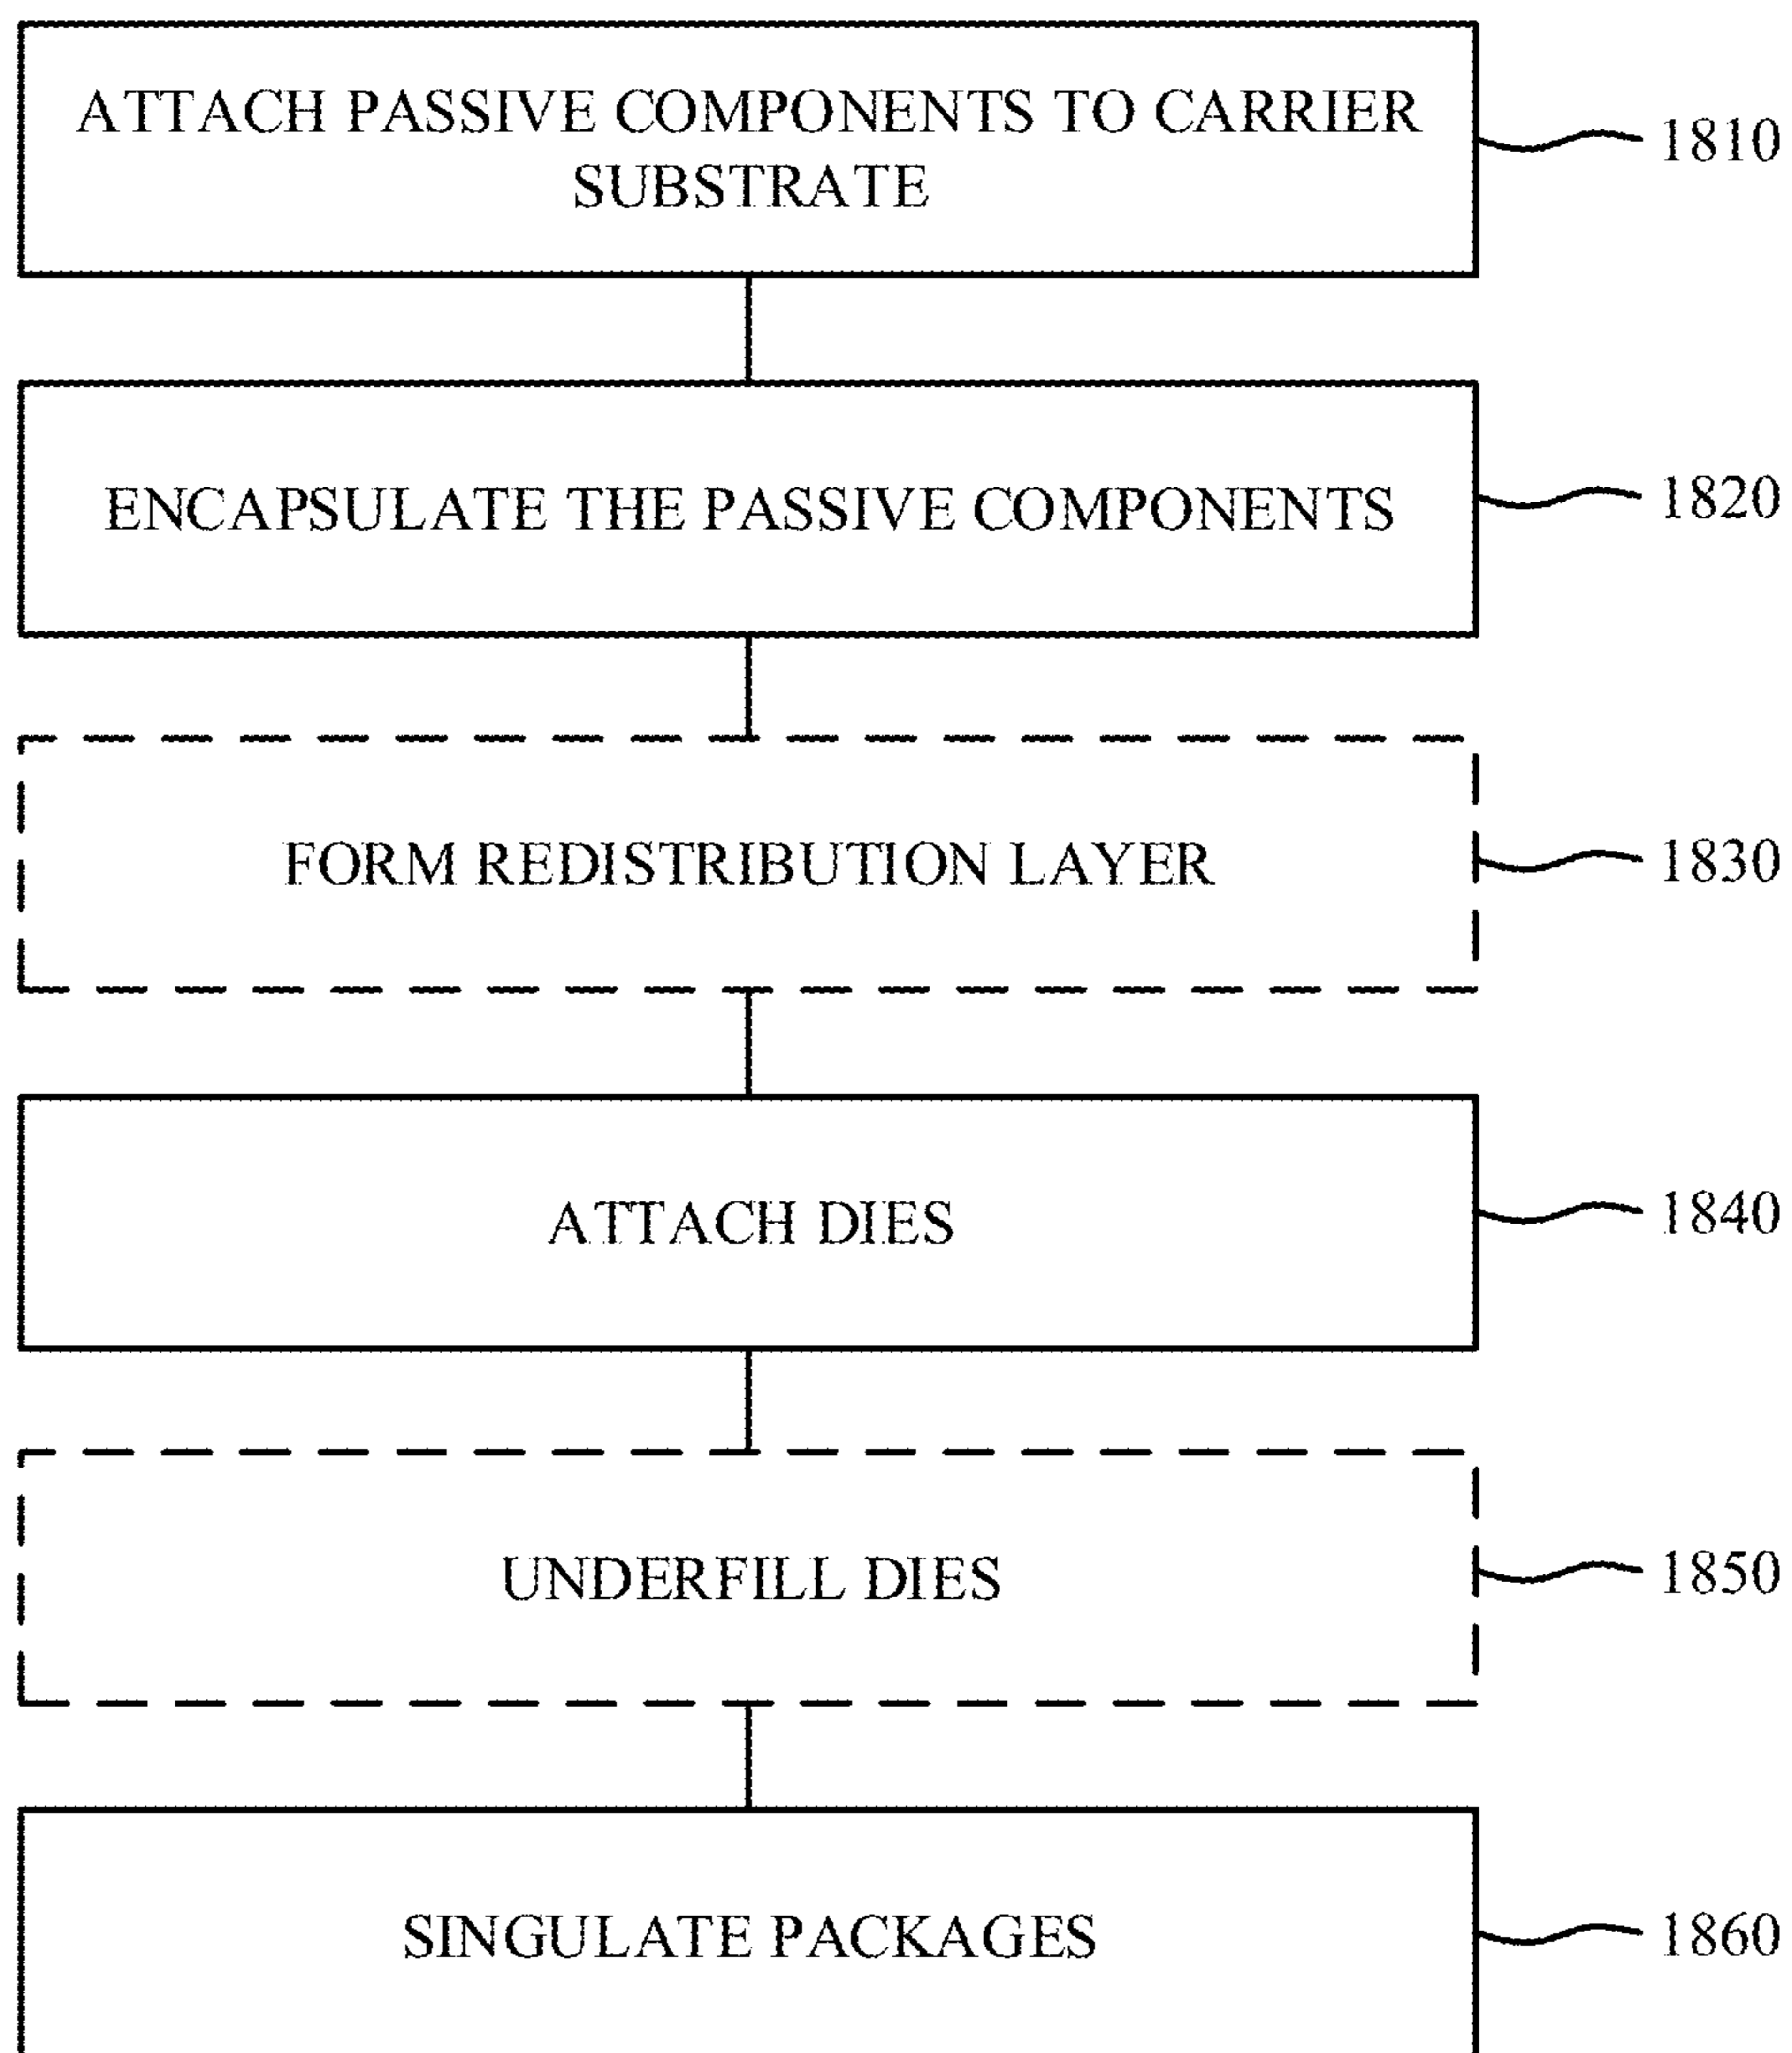 ATTACH PASSIVE COMPONENTS TO CARRIER
SUBSTRATE
1810
ENCAPSULATE THE PASSIVE COMPONENTS
1820
FORM REDISTRIBUTION LAYER
1830
ATTACH DIES
1840
UNDERFILL DIES
1850
SINGULATE PACKAGES
1860